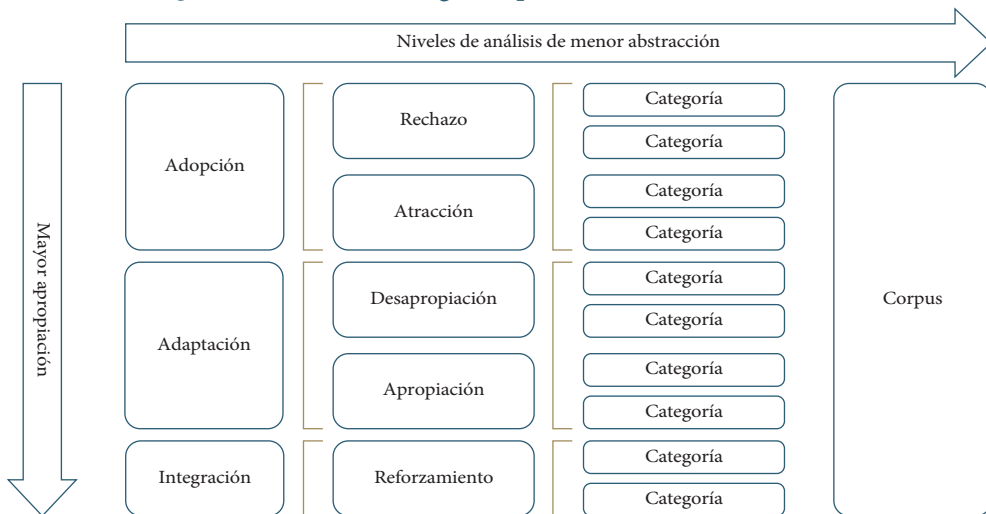 Niveles de análisis de menor abstracción
Mayor apropiación
Adopción
Rechazo
Categoría
Categoría
Atracción
Categoría
Categoría
Adaptación
Desapropiación
Categoría
Categoría
Apropiación
Categoría
Categoría
Integración
Reforzamiento
Categoría
Categoría
Corpus